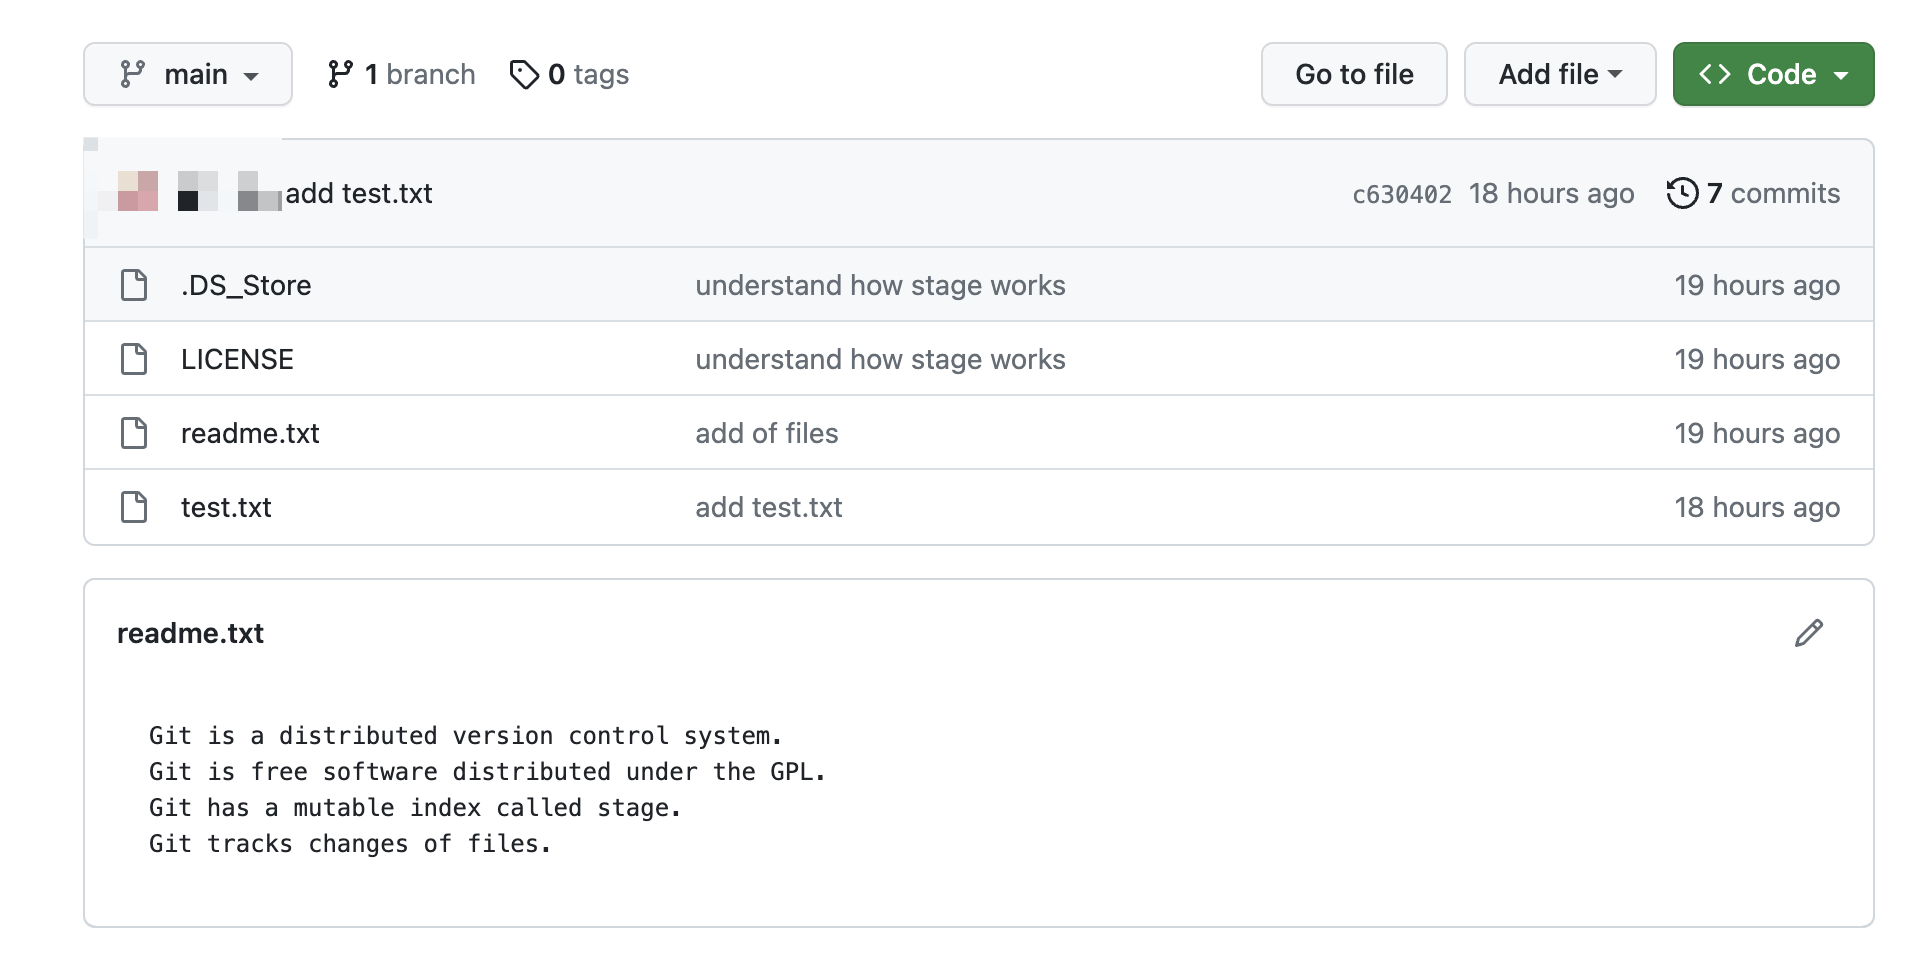 main 1 branch 0 tags Go to file Add file Code
add test.txt c630402 18 hours ago 7 commits
.DS_Store understand how stage works 19 hours ago
LICENSE understand how stage works 19 hours ago
readme.txt add of files 19 hours ago
test.txt add test.txt 18 hours ago
readme.txt
Git is a distributed version control system.
Git is free software distributed under the GPL.
Git has a mutable index called stage.
Git tracks changes of files.